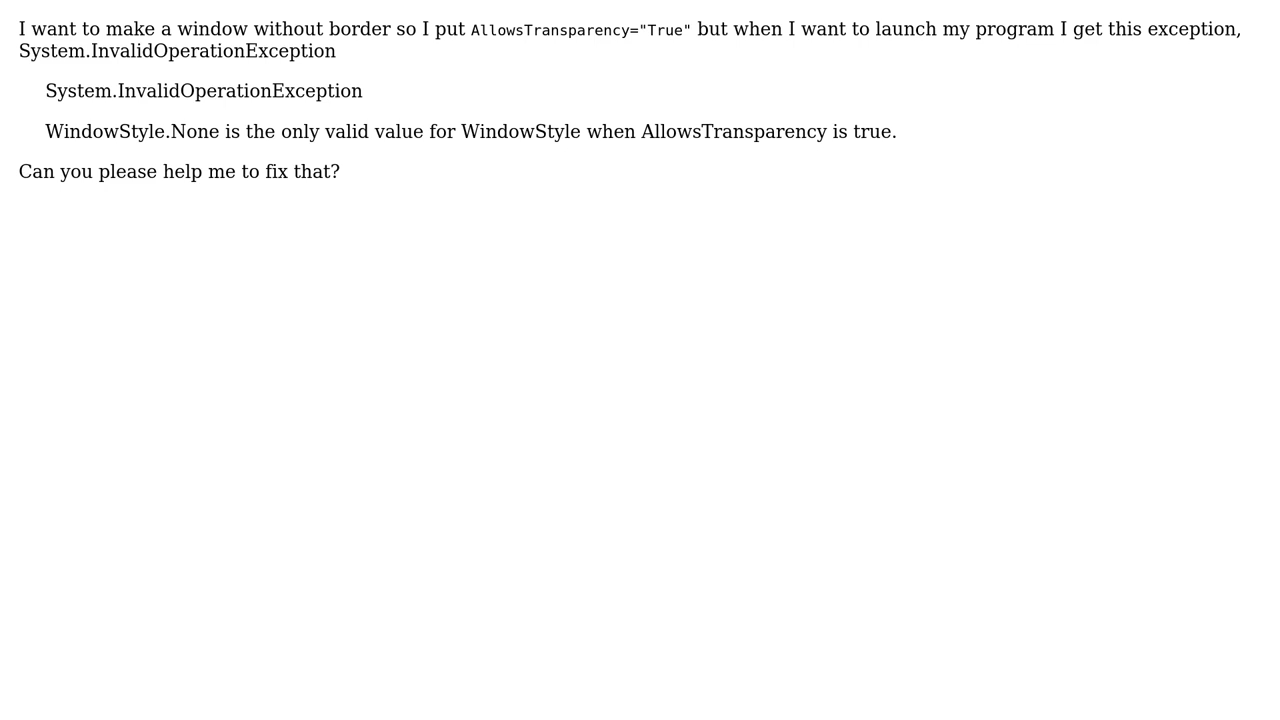 I want to make a window without border so I put AllowsTransparency="True" but when I want to launch my program I get this exception,
System.InvalidOperationException
System.InvalidOperationException
WindowStyle.None is the only valid value for WindowStyle when AllowsTransparency is true.
Can you please help me to fix that?